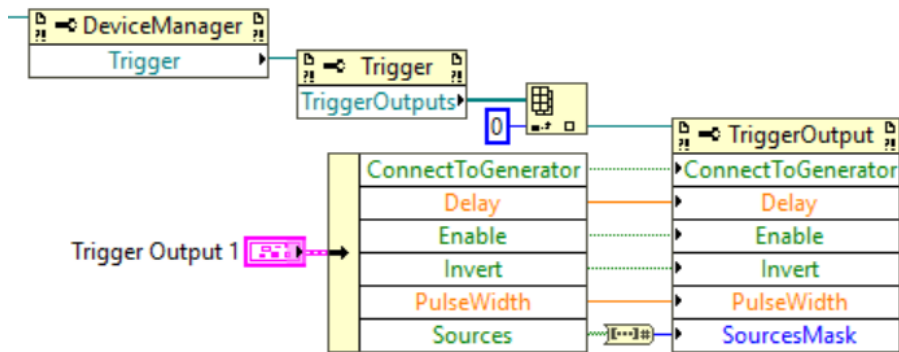 DeviceManager
Trigger
Trigger
TriggerOutputs
0
TriggerOutput
ConnectToGenerator
ConnectToGenerator
Delay
Delay
Enable
Enable
Trigger Output 1
Invert
Invert
PulseWidth
PulseWidth
Sources
[...]#
SourcesMask